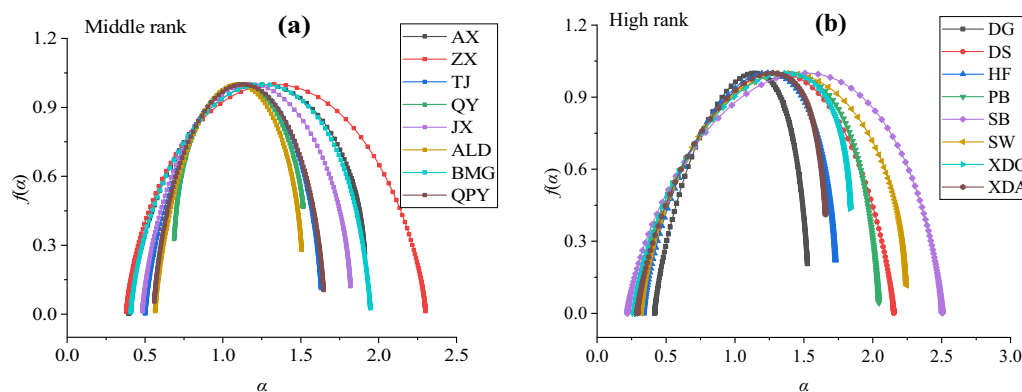 Middle rank
(a)
f(α)
1.2
0.9
0.6
0.3
0.0
0.0
0.5
1.0
1.5
2.0
2.5
α
AX
ZX
TJ
QY
JX
ALD
BMG
QPY
High rank
(b)
f(α)
1.2
0.9
0.6
0.3
0.0
0.0
0.5
1.0
1.5
2.0
2.5
3.0
α
DG
DS
HF
PB
SB
SW
XDA